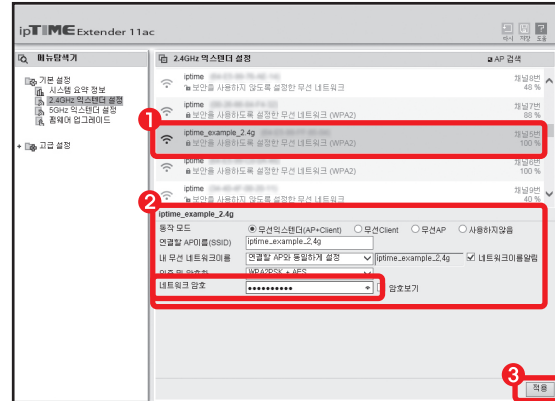 ipTIME Extender 11ac
메뉴탐색기
기본 설정
시스템 요약 정보
2.4GHz 익스텐더 설정
5GHz 익스텐더 설정
펌웨어 업그레이드
고급 설정
2.4GHz 익스텐더 설정
AP 검색
iptime
채널8번
보안을 사용하지 않도록 설정한 무선 네트워크
48 %
iptime
채널7번
보안을 사용하도록 설정한 무선 네트워크 (WPA2)
88 %
1
iptime_example_2.4g
채널5번
보안을 사용하도록 설정한 무선 네트워크 (WPA2)
100 %
iptime
채널6번
보안을 사용하도록 설정한 무선 네트워크 (WPA2)
100 %
iptime
채널9번
보안을 사용하지 않도록 설정한 무선 네트워크
40 %
2
iptime_example_2.4g
동작 모드
무선익스텐더(AP+Client) 무선Client 무선AP 사용하지않음
연결할 AP이름(SSID) iptime_example_2.4g
내 무선 네트워크이름 연결할 AP와 동일하게 설정 iptime_example_2.4g 네트워크이름알림
인증 및 암호화 WPA2PSK + AES
네트워크 암호 •••••••••• 암호보기
3
적용